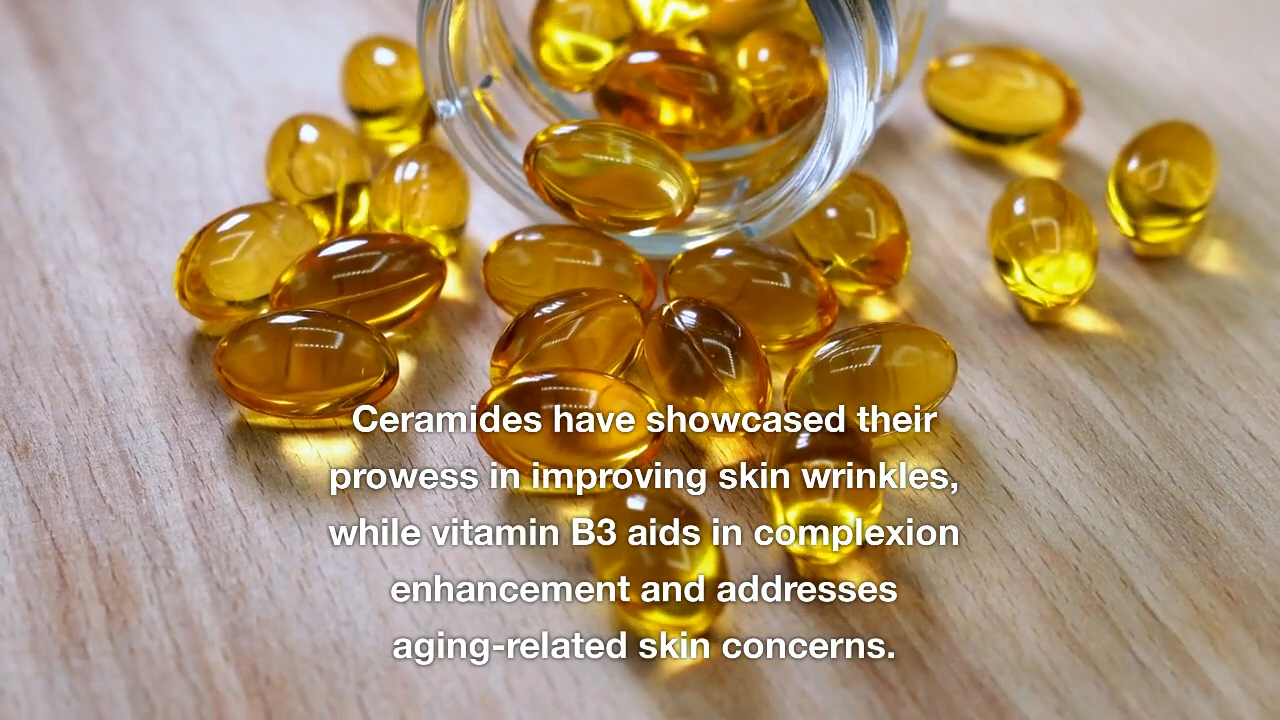 Ceramides have showcased their
prowess in improving skin wrinkles,
while vitamin B3 aids in complexion
enhancement and addresses
aging-related skin concerns.